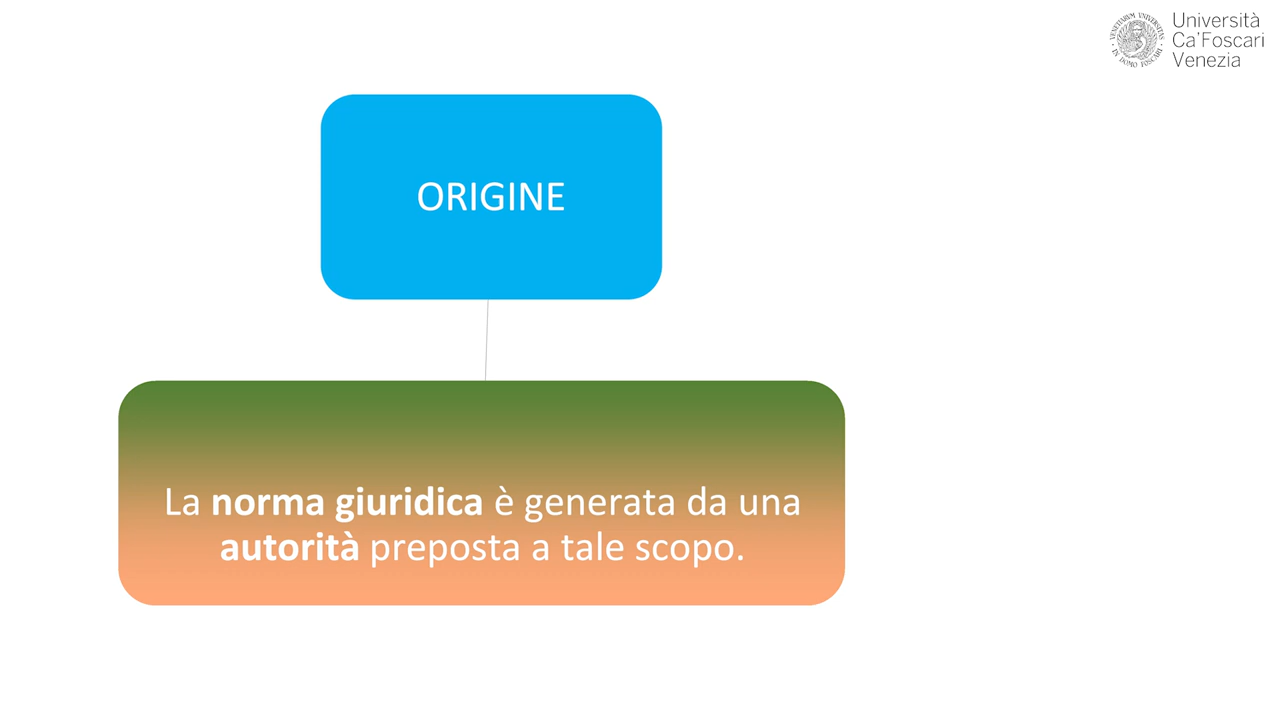 Università
Ca'Foscari
Venezia
ORIGINE
La norma giuridica è generata da una
autorità preposta a tale scopo.